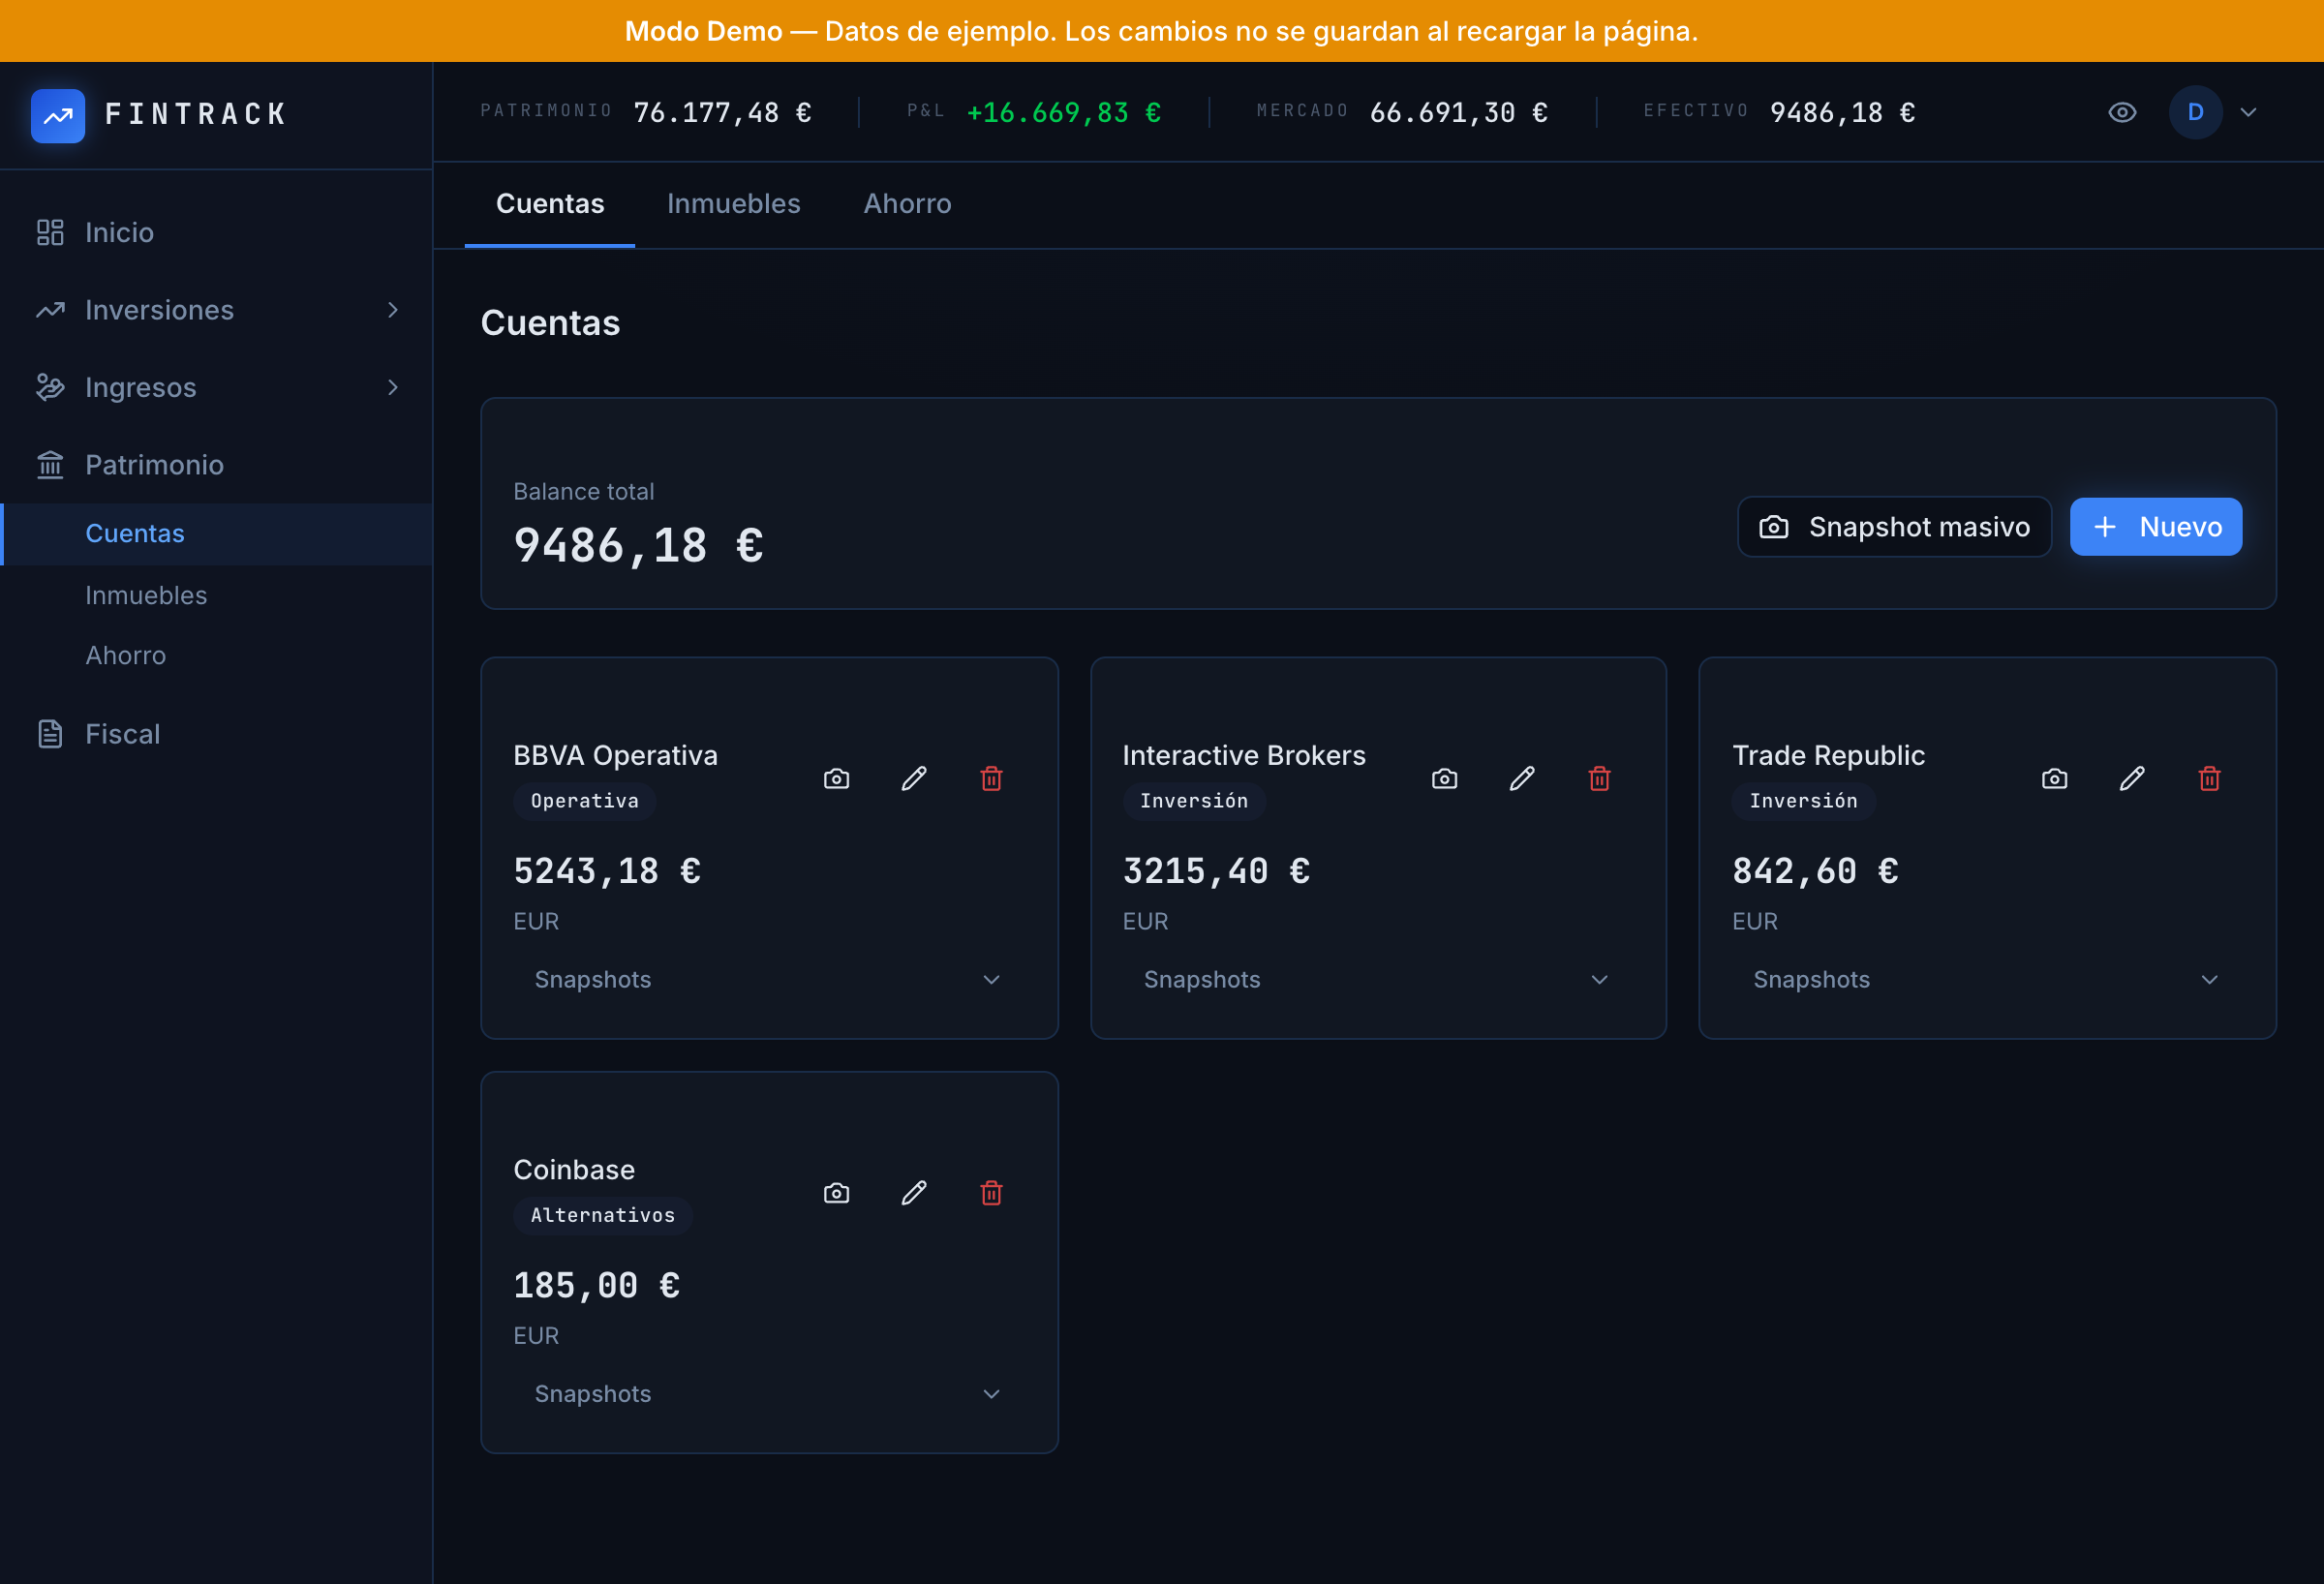 Modo Demo — Datos de ejemplo. Los cambios no se guardan al recargar la página.
FINTRACK
PATRIMONIO 76.177,48 € P&L +16.669,83 € MERCADO 66.691,30 € EFECTIVO 9486,18 € D
Inicio
Inversiones
Ingresos
Patrimonio
Cuentas
Inmuebles
Ahorro
Fiscal
Cuentas Inmuebles Ahorro
Cuentas
Balance total
9486,18 €
Snapshot masivo
Nuevo
BBVA Operativa
Operativa
5243,18 €
EUR
Snapshots
Interactive Brokers
Inversión
3215,40 €
EUR
Snapshots
Trade Republic
Inversión
842,60 €
EUR
Snapshots
Coinbase
Alternativos
185,00 €
EUR
Snapshots